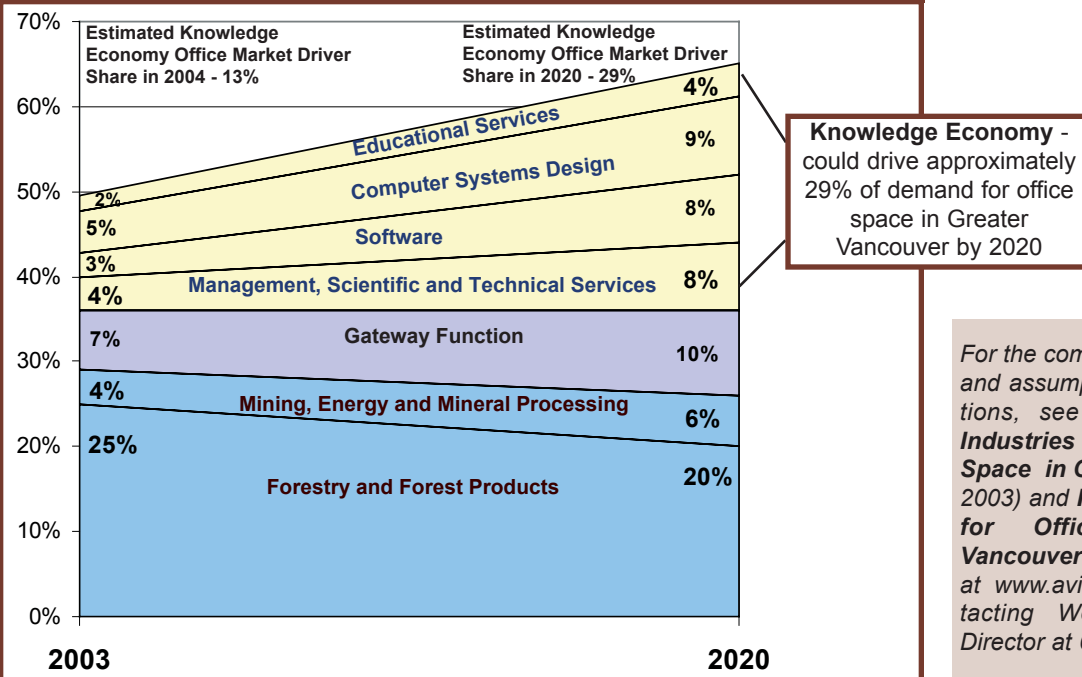 70%
60%
50%
40%
30%
20%
10%
0%
Estimated Knowledge
Economy Office Market Driver
Share in 2004 - 13%
Estimated Knowledge
Economy Office Market Driver
Share in 2020 - 29%
2% Educational Services 4%
5% Computer Systems Design 9%
3% Software 8%
4% Management, Scientific and Technical Services 8%
7% Gateway Function 10%
4% Mining, Energy and Mineral Processing 6%
25% Forestry and Forest Products 20%
2003 2020
Knowledge Economy -
could drive approximately
29% of demand for office
space in Greater
Vancouver by 2020
For the com
and assump
tions, see
Industries
Space in
2003) and
for Offic
Vancouver
at www.avi
tacting W
Director at